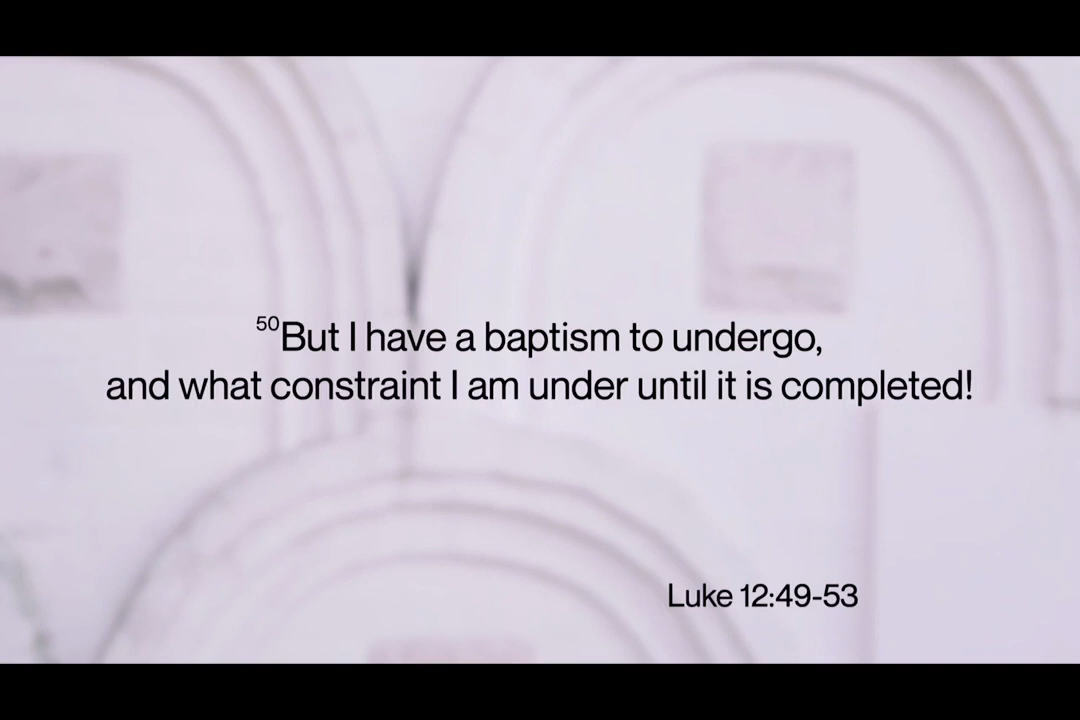 ⁵⁰But I have a baptism to undergo,
and what constraint I am under until it is completed!
Luke 12:49-53